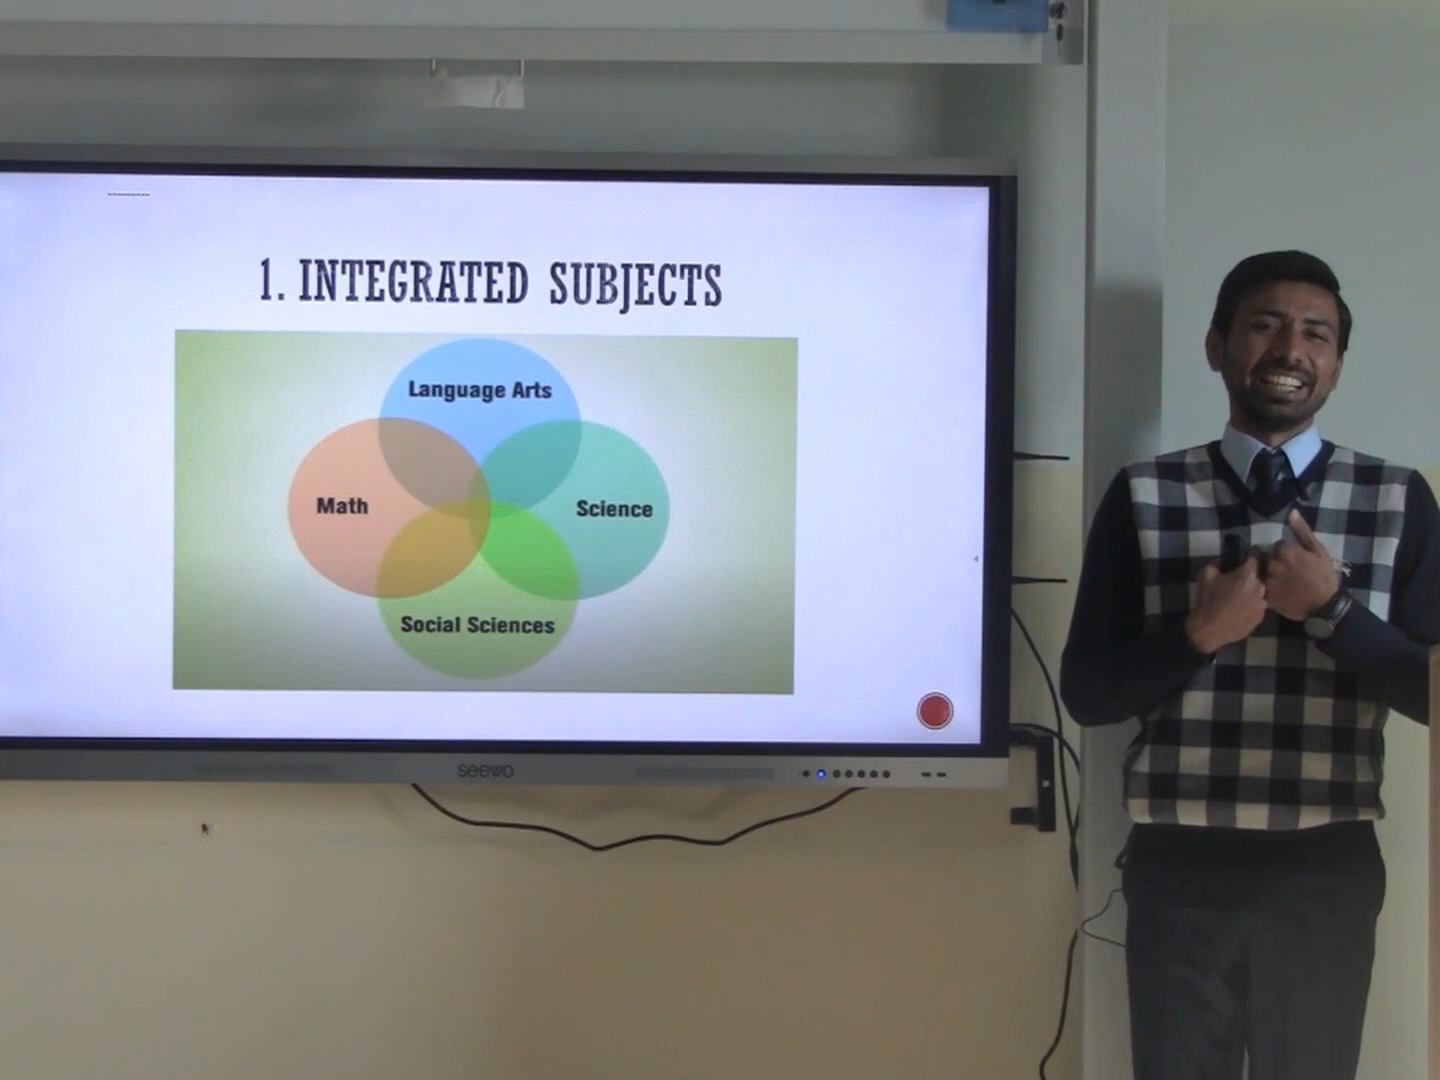 1. INTEGRATED SUBJECTS
Language Arts
Math
Science
Social Sciences
seewo